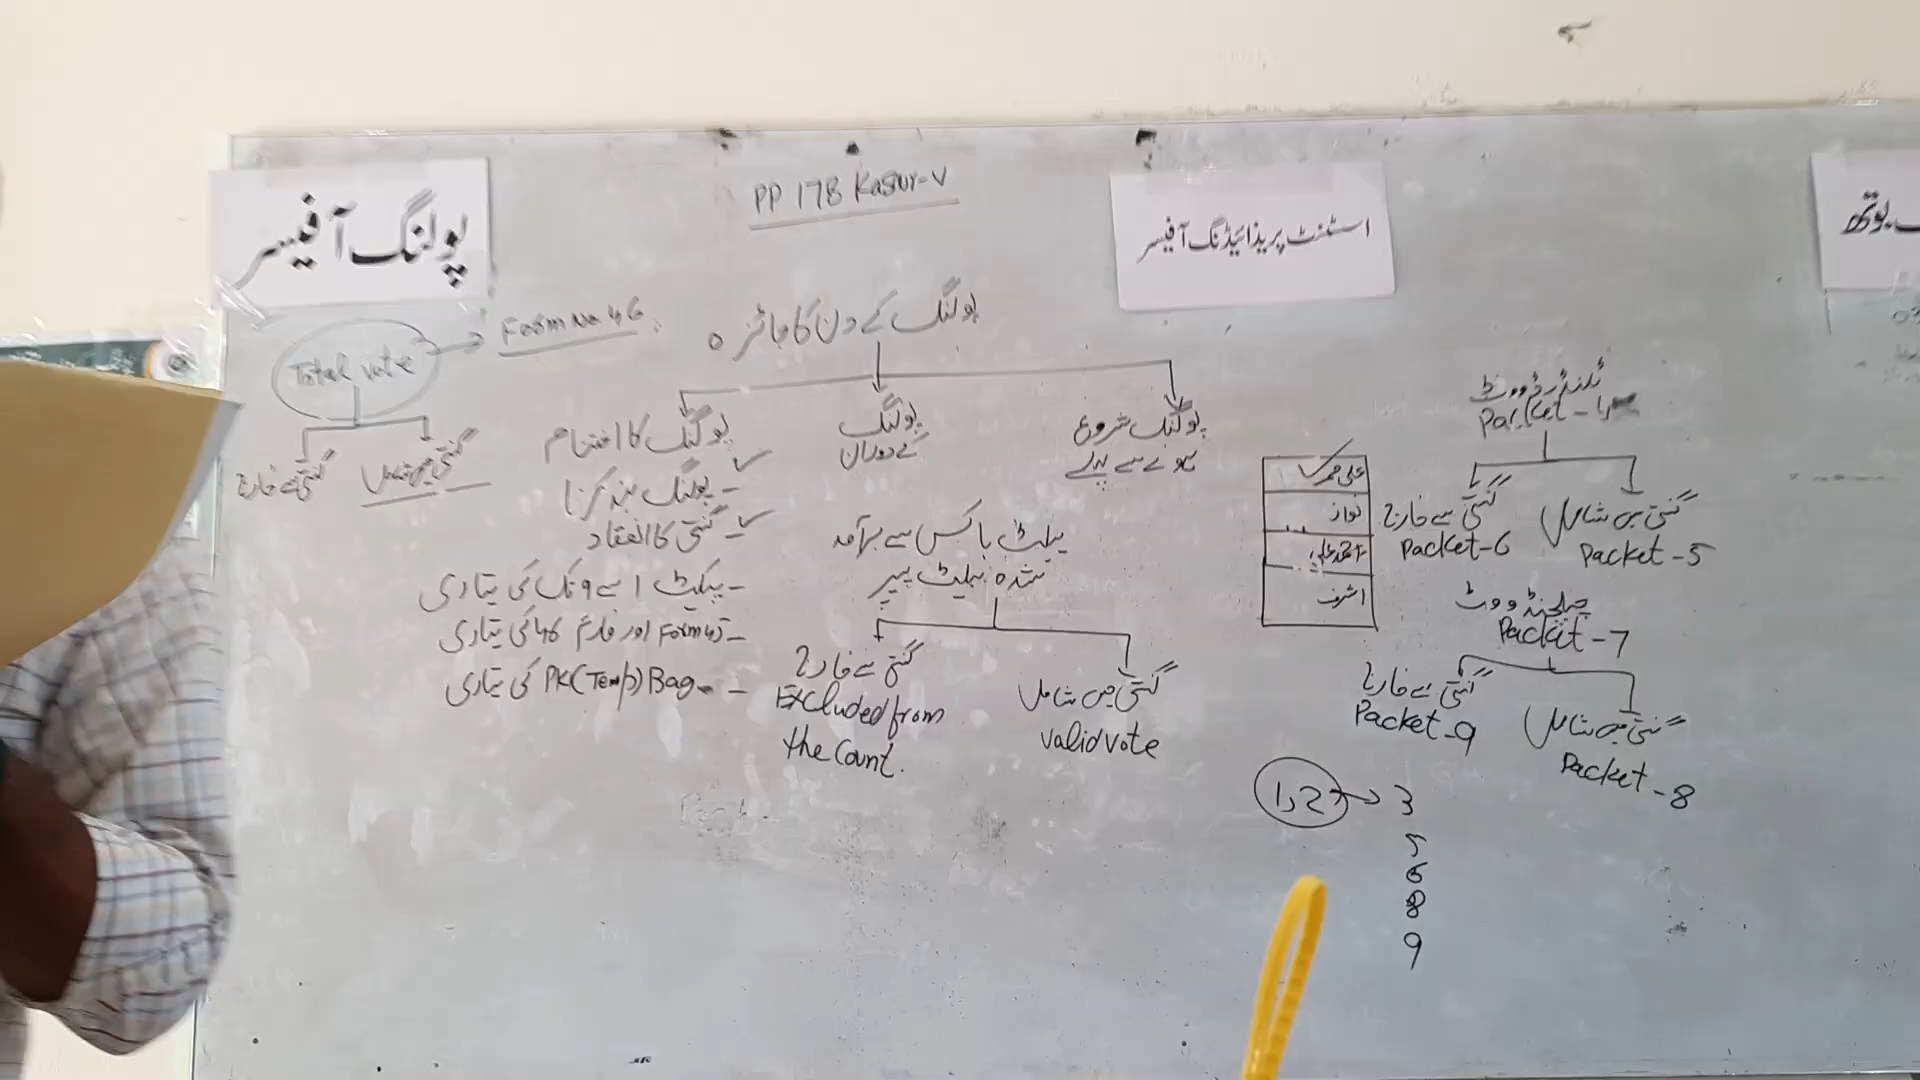 PP 178 Kasur-V
پولنگ آفیسر
اسسٹنٹ پریذائیڈنگ آفیسر
بوتھ
Total vote
Form No. 46
گنتی میں شامل
گنتی سے خارج
پولنگ کے دن کا جائزہ
پولنگ شروع
ہونے سے پہلے
پولنگ
کے دوران
پولنگ کا اختتام
- پولنگ بند کرنا
- گنتی کا انعقاد
- پیکٹ 1 سے 9 تک کی تیاری
- Form 45 اور فارم 46 کی تیاری
- PK(Temp) Bag کی تیاری
بیلٹ باکس سے برآمد
شدہ بیلٹ پیپر
گنتی میں شامل
valid vote
گنتی سے خارج
Excluded from
the Count.
نواز
اشرف
ٹینڈرڈ ووٹ
Packet-4
گنتی میں شامل
Packet-5
گنتی سے خارج
Packet-6
چیلنجڈ ووٹ
Packet-7
گنتی میں شامل
Packet-8
گنتی سے خارج
Packet-9
1,2 → 3
5
6
8
9